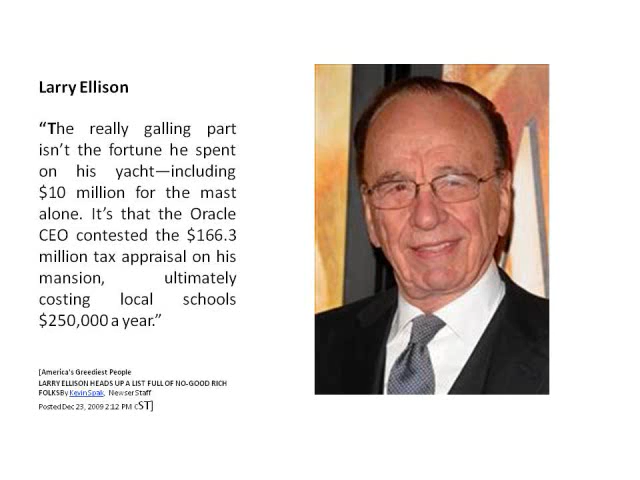 Larry Ellison
“The really galling part
isn’t the fortune he spent
on his yacht—including
$10 million for the mast
alone. It’s that the Oracle
CEO contested the $166.3
million tax appraisal on his
mansion, ultimately
costing local schools
$250,000 a year.”
[America's Greediest People
LARRY ELLISON HEADS UP A LIST FULL OF NO-GOOD RICH
FOLKSBy Kevin Spak, Newser Staff
Posted Dec 23, 2009 2:12 PM CST]